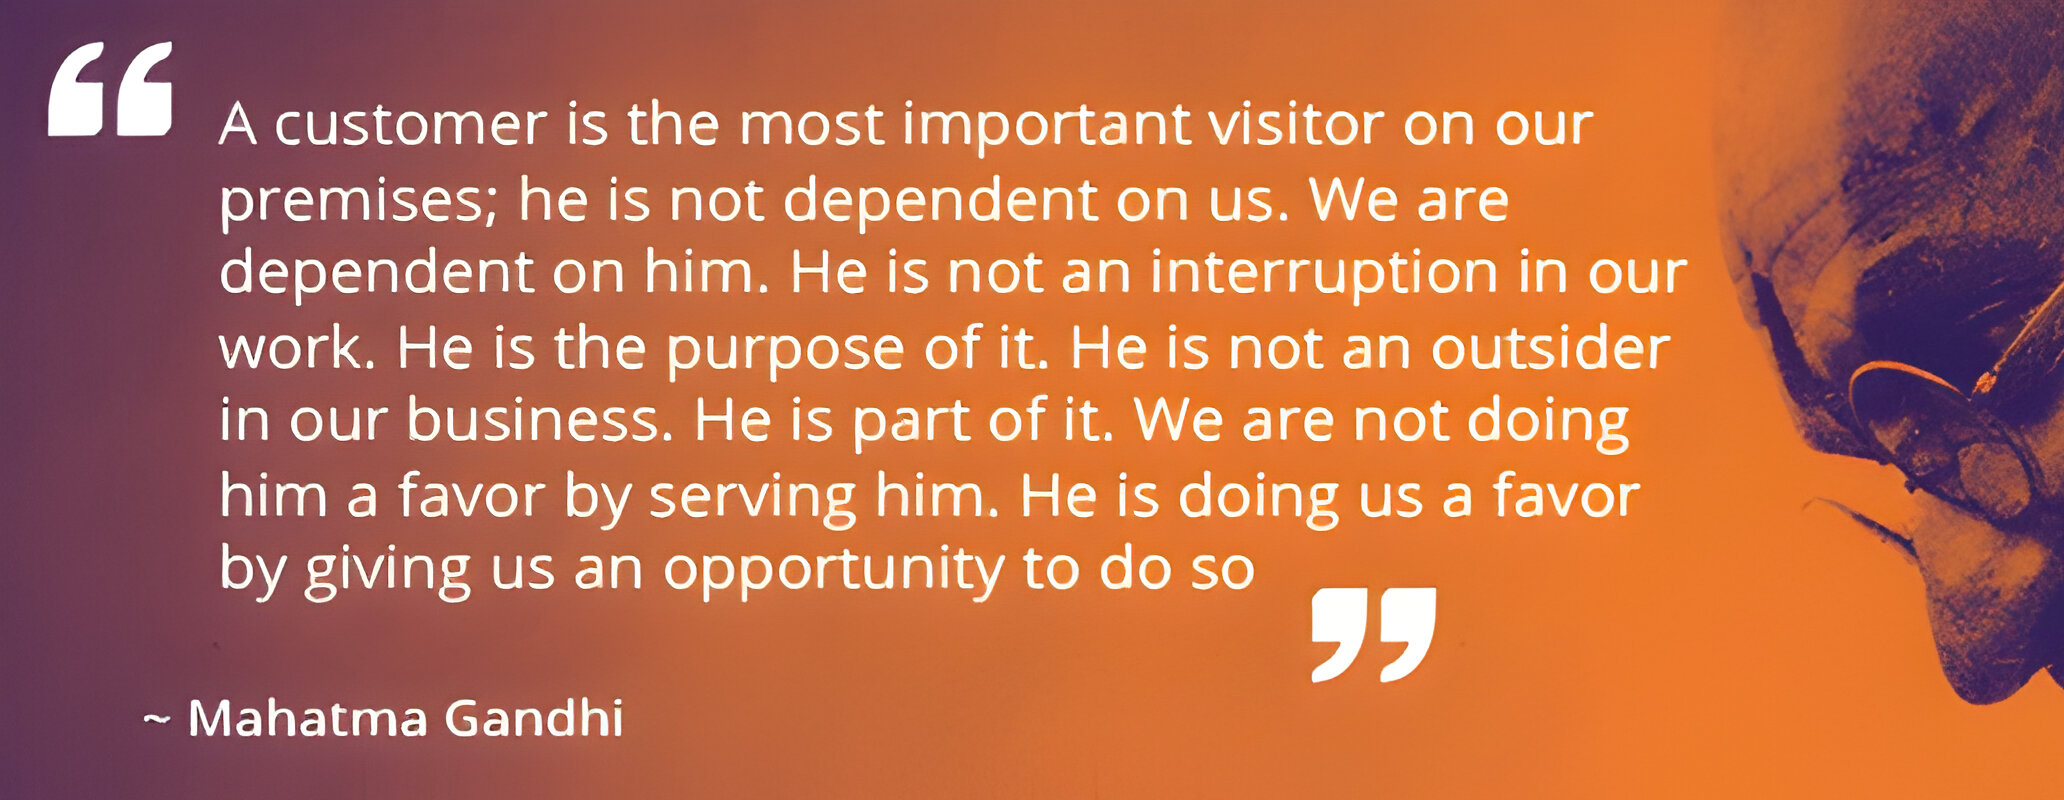 “ A customer is the most important visitor on our
premises; he is not dependent on us. We are
dependent on him. He is not an interruption in our
work. He is the purpose of it. He is not an outsider
in our business. He is part of it. We are not doing
him a favor by serving him. He is doing us a favor
by giving us an opportunity to do so ”
~ Mahatma Gandhi